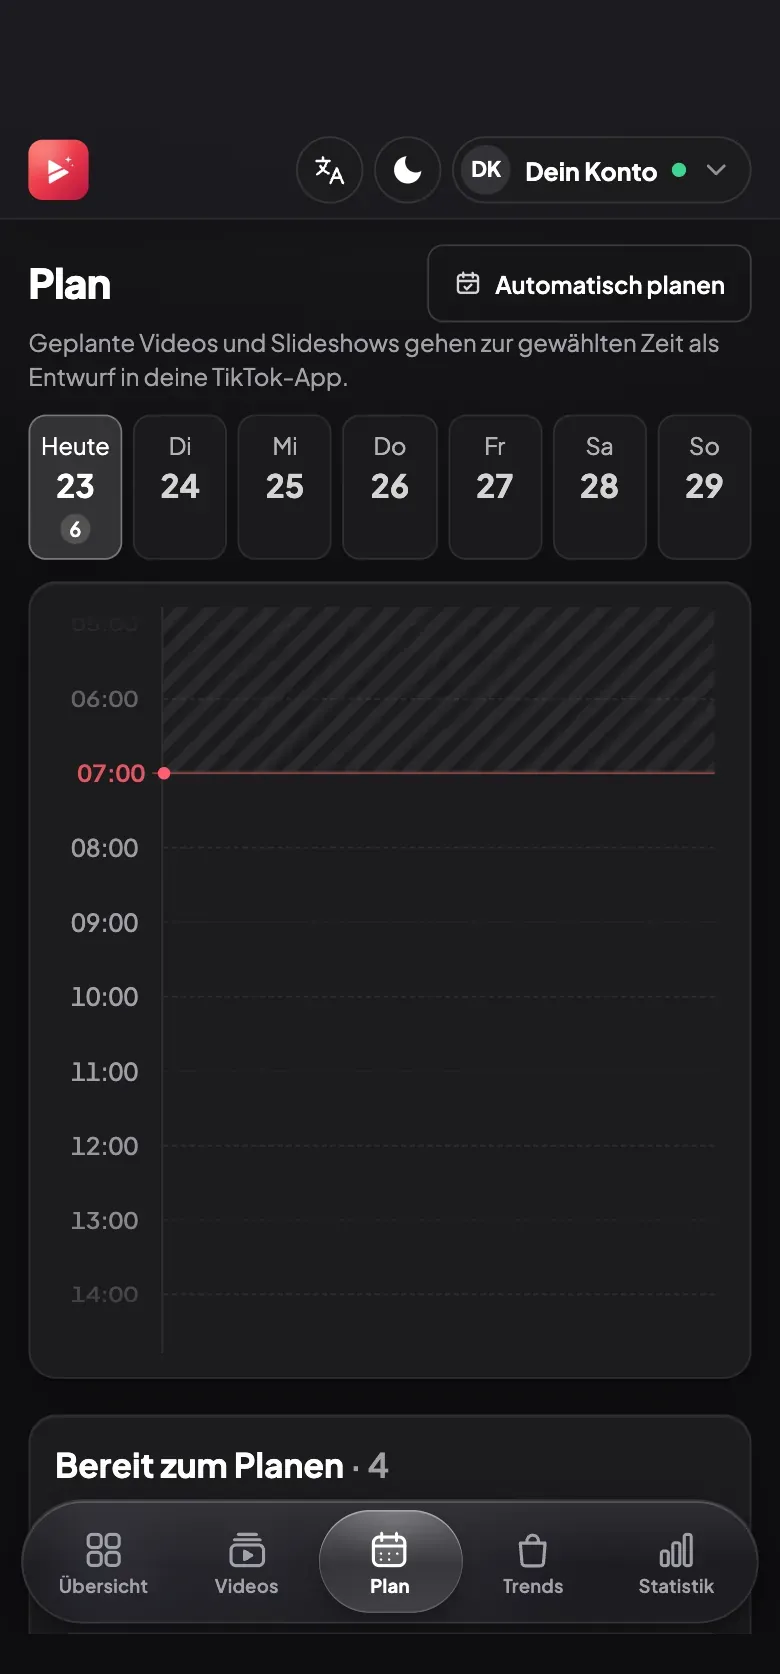 DK Dein Konto
Plan
Automatisch planen
Geplante Videos und Slideshows gehen zur gewählten Zeit als
Entwurf in deine TikTok-App.
Heute Di Mi Do Fr Sa So
23 24 25 26 27 28 29
6
05:00
06:00
07:00
08:00
09:00
10:00
11:00
12:00
13:00
14:00
Bereit zum Planen · 4
Übersicht Videos Plan Trends Statistik